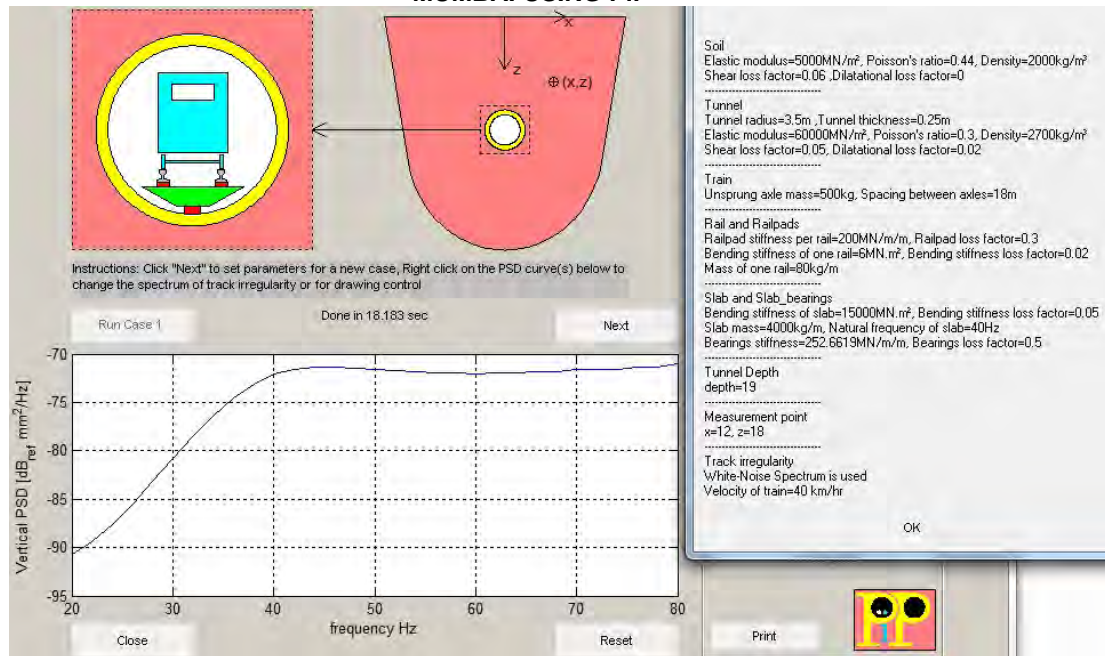 MUMBAI USING PiP
x
z
⊕(x,z)
Instructions: Click "Next" to set parameters for a new case, Right click on the PSD curve(s) below to
change the spectrum of track irregularity or for drawing control
Run Case 1
Done in 18.183 sec
Next
Vertical PSD [dBref mm²/Hz]
-70
-75
-80
-85
-90
-95
20 30 40 50 60 70 80
frequency Hz
Close
Reset
Soil
Elastic modulus=5000MN/m², Poisson's ratio=0.44, Density=2000kg/m³
Shear loss factor=0.06 ,Dilatational loss factor=0
-------------------------------
Tunnel
Tunnel radius=3.5m ,Tunnel thickness=0.25m
Elastic modulus=60000MN/m², Poisson's ratio=0.3, Density=2700kg/m³
Shear loss factor=0.05, Dilatational loss factor=0.02
-------------------------------
Train
Unsprung axle mass=500kg, Spacing between axles=18m
-------------------------------
Rail and Railpads
Railpad stiffness per rail=200MN/m/m, Railpad loss factor=0.3
Bending stiffness of one rail=6MN.m², Bending stiffness loss factor=0.02
Mass of one rail=80kg/m
-------------------------------
Slab and Slab_bearings
Bending stiffness of slab=15000MN.m², Bending stiffness loss factor=0.05
Slab mass=4000kg/m, Natural frequency of slab=40Hz
Bearings stiffness=252.6619MN/m/m, Bearings loss factor=0.5
-------------------------------
Tunnel Depth
depth=19
-------------------------------
Measurement point
x=12, z=18
-------------------------------
Track irregularity
White-Noise Spectrum is used
Velocity of train=40 km/hr
OK
Print
PiP